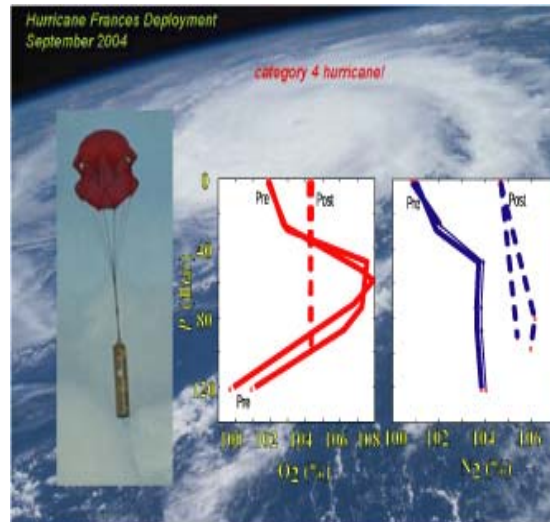 Hurricane Frances Deployment
September 2004
category 4 hurricane!
0
40
80
120
Pre
Post
Pre
100 102 104 106 108
O2 (%)
Pre
Post
100 102 104 106
N2 (%)